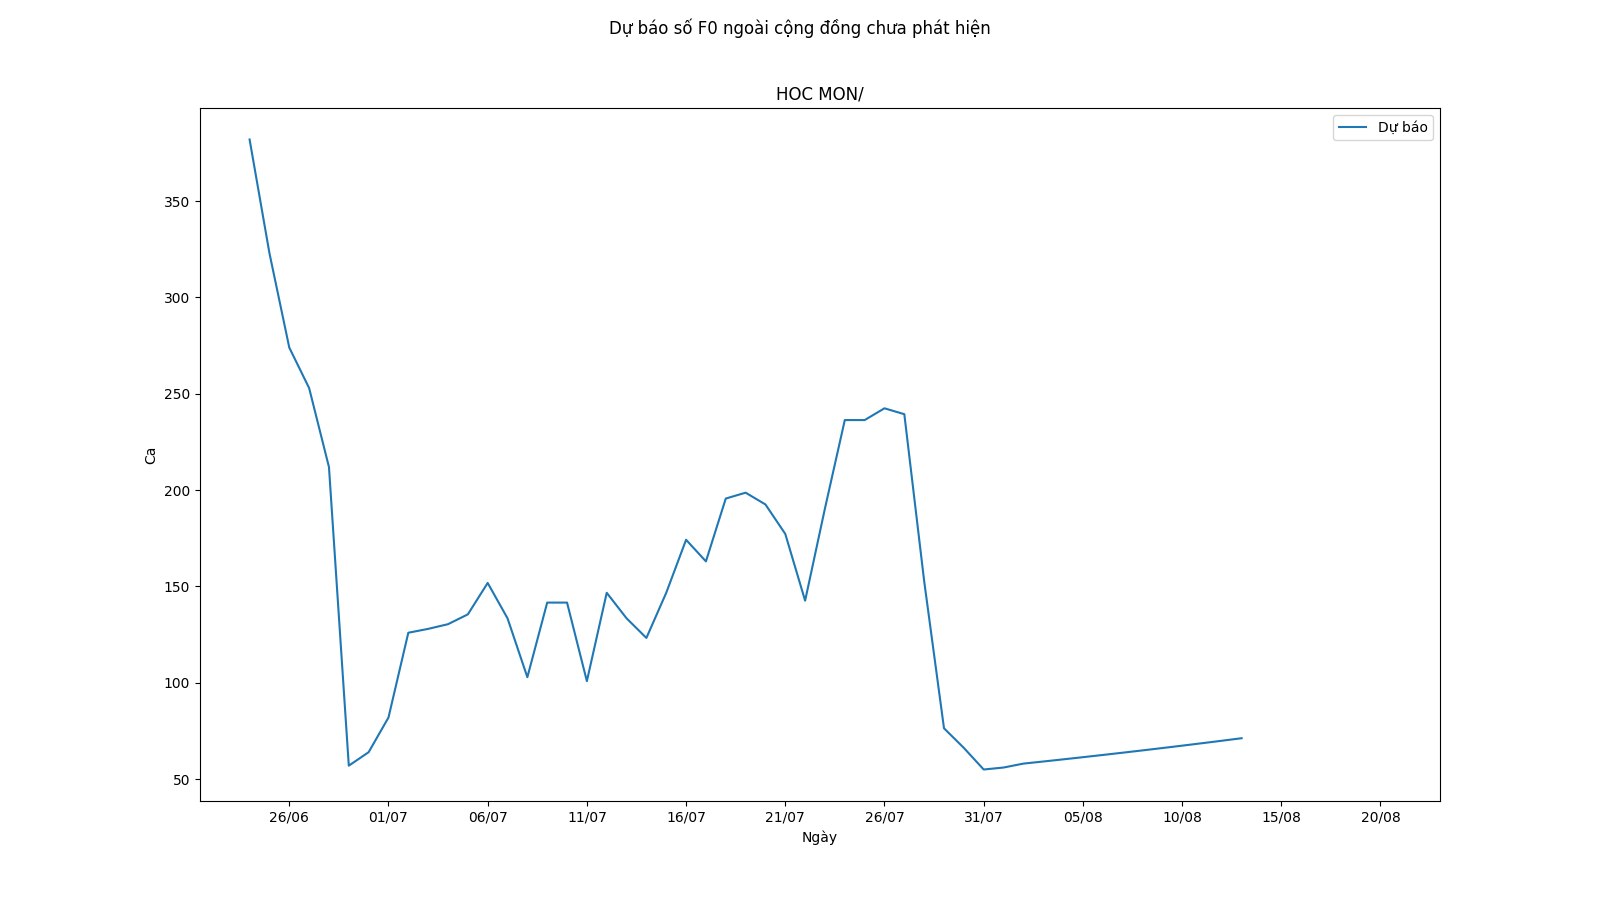 Dự báo số F0 ngoài cộng đồng chưa phát hiện
HOC MON/
Dự báo
350
300
250
200
150
100
50
Ca
26/06 01/07 06/07 11/07 16/07 21/07 26/07 31/07 05/08 10/08 15/08 20/08
Ngày